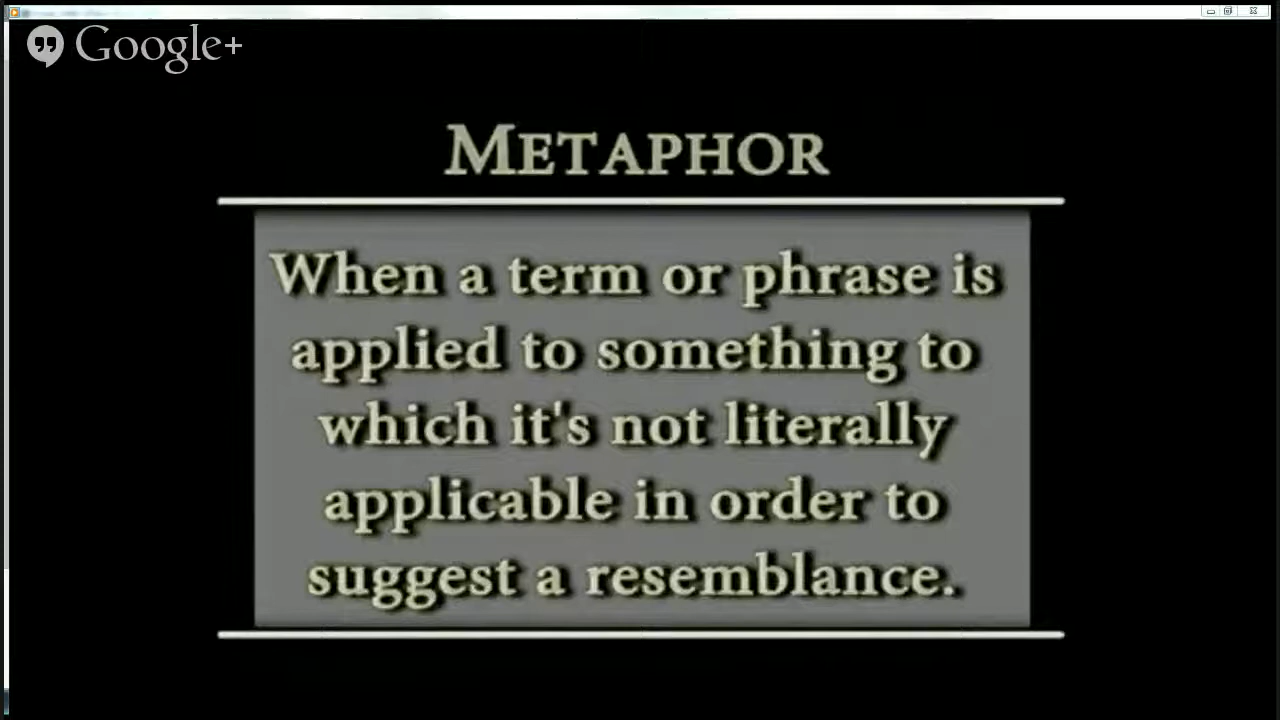 Google+
METAPHOR
When a term or phrase is
applied to something to
which it's not literally
applicable in order to
suggest a resemblance.